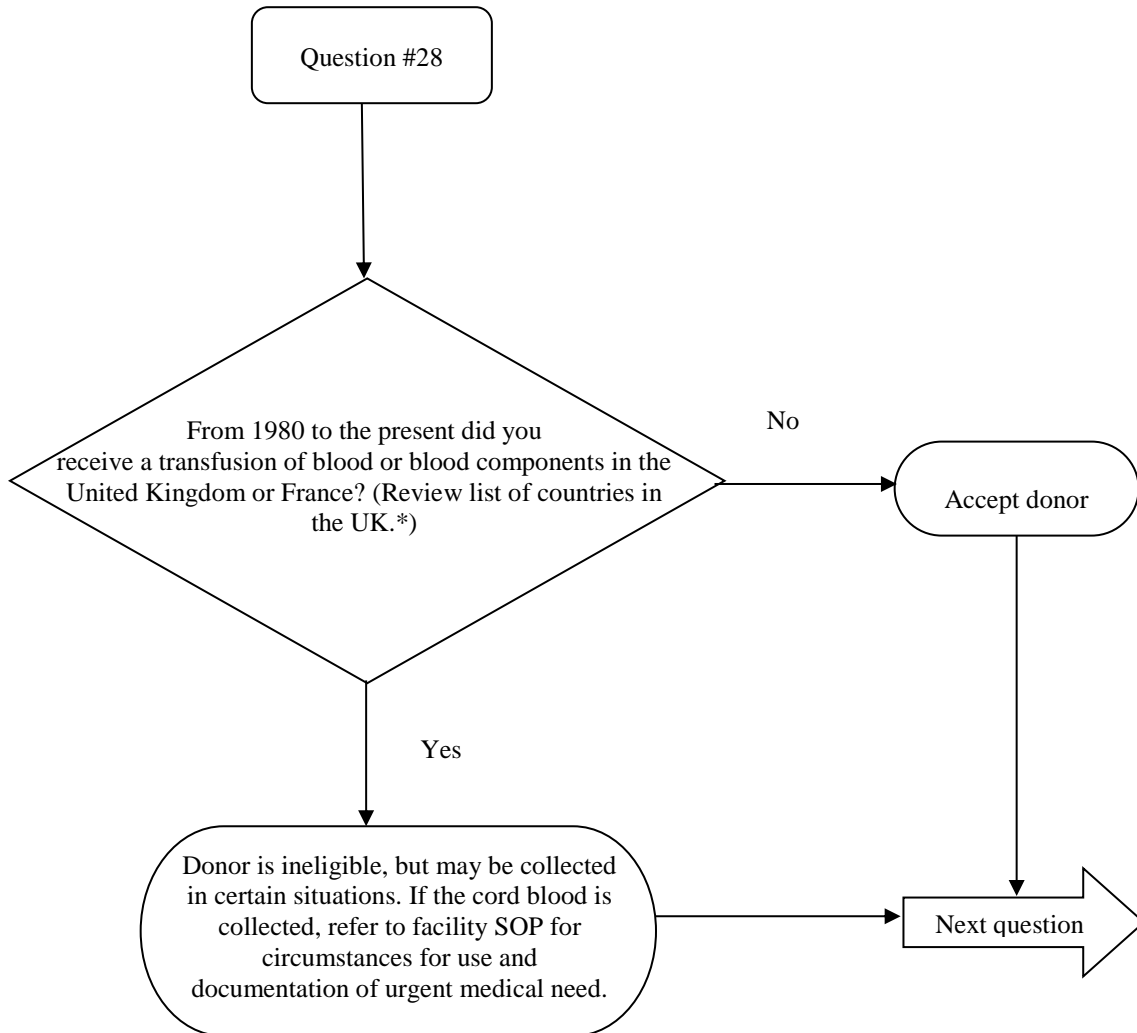 Question #28
From 1980 to the present did you
receive a transfusion of blood or blood components in the
United Kingdom or France? (Review list of countries in
the UK.*)
No
Accept donor
Yes
Donor is ineligible, but may be collected
in certain situations. If the cord blood is
collected, refer to facility SOP for
circumstances for use and
documentation of urgent medical need.
Next question